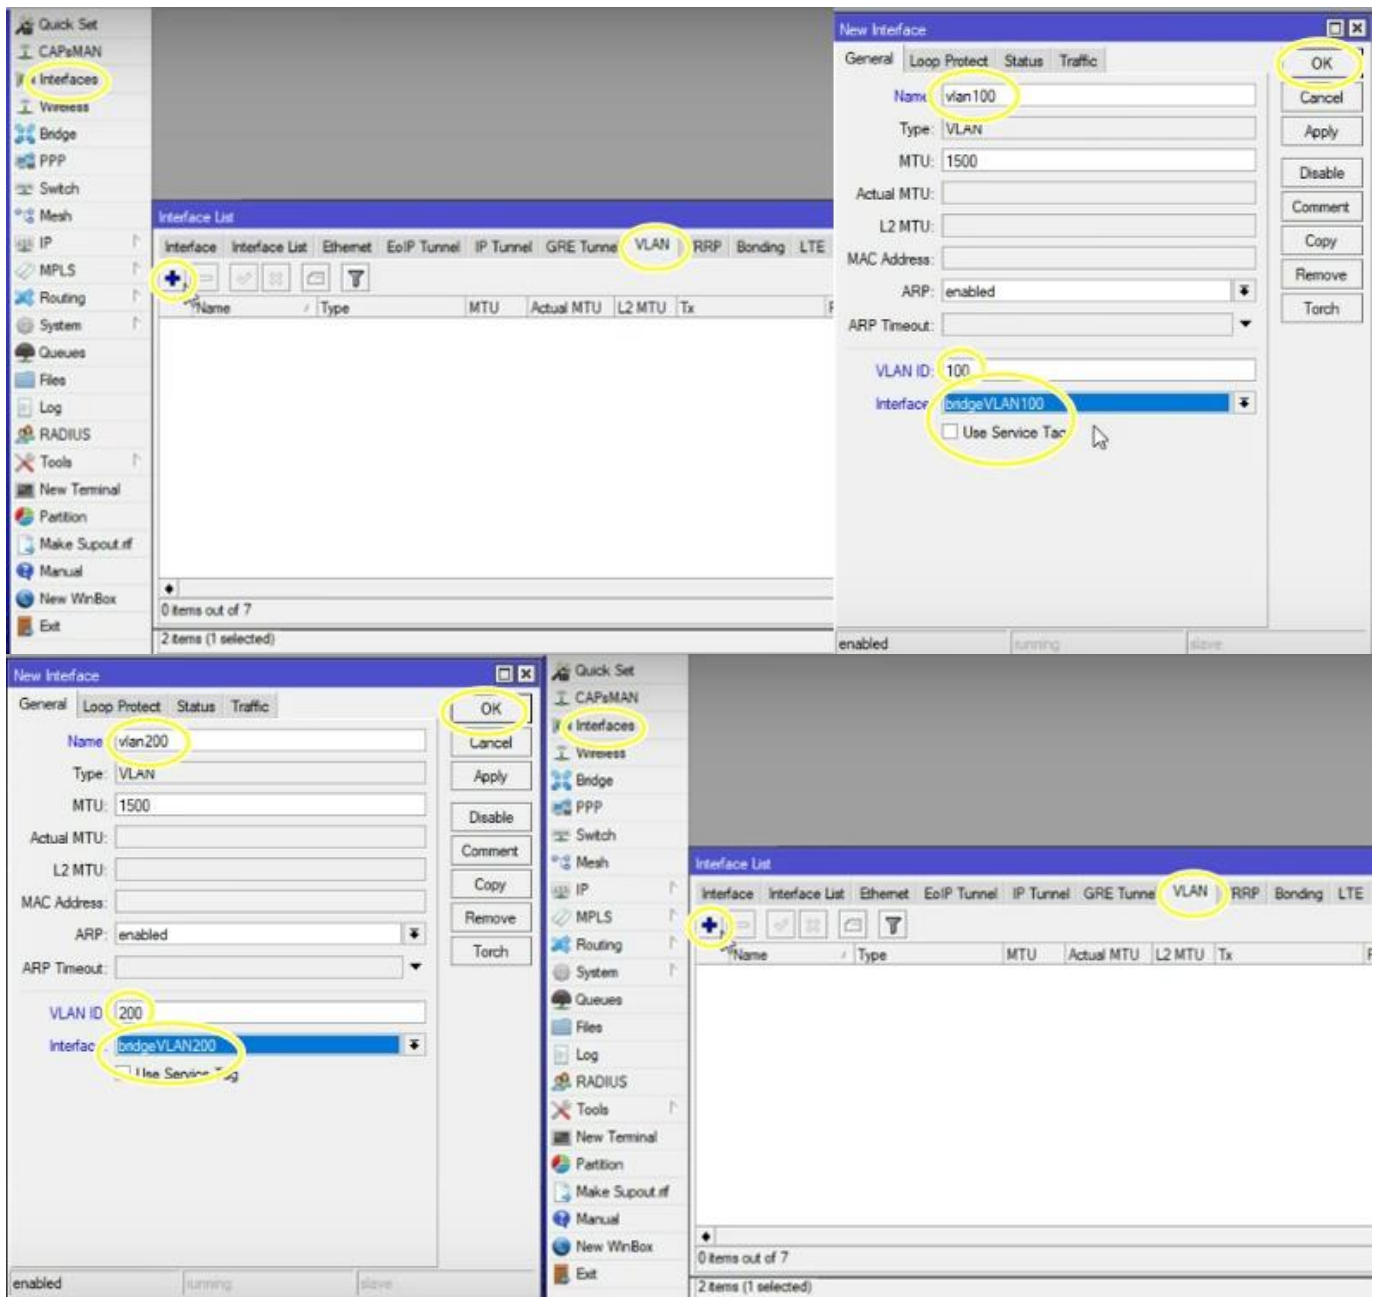 Quick Set
CAPsMAN
Interfaces
Wireless
Bridge
PPP
Switch
Mesh
IP
MPLS
Routing
System
Queues
Files
Log
RADIUS
Tools
New Terminal
Partition
Make Supout.rif
Manual
New WinBox
Exit
Interface List
Interface Interface List Ethernet EoIP Tunnel IP Tunnel GRE Tunne VLAN RRP Bonding LTE
Name Type MTU Actual MTU L2 MTU Tx
0 items out of 7
2 items (1 selected)
New Interface
General Loop Protect Status Traffic
OK
Name: vlan100
Cancel
Type: VLAN
Apply
MTU: 1500
Disable
Actual MTU:
Comment
L2 MTU:
Copy
MAC Address:
Remove
ARP: enabled
Torch
ARP Timeout:
VLAN ID: 100
Interface bridgeVLAN100
Use Service Tag
enabled running slave
New Interface
General Loop Protect Status Traffic
OK
Name vlan200
Cancel
Type: VLAN
Apply
MTU: 1500
Disable
Actual MTU:
Comment
L2 MTU:
Copy
MAC Address:
Remove
ARP: enabled
Torch
ARP Timeout:
VLAN ID 200
Interfac bridgeVLAN200
Use Service Tag
enabled running slave
Quick Set
CAPsMAN
Interfaces
Wireless
Bridge
PPP
Switch
Mesh
IP
MPLS
Routing
System
Queues
Files
Log
RADIUS
Tools
New Terminal
Partition
Make Supout.rif
Manual
New WinBox
Exit
Interface List
Interface Interface List Ethernet EoIP Tunnel IP Tunnel GRE Tunne VLAN RRP Bonding LTE
Name Type MTU Actual MTU L2 MTU Tx
0 items out of 7
2 items (1 selected)